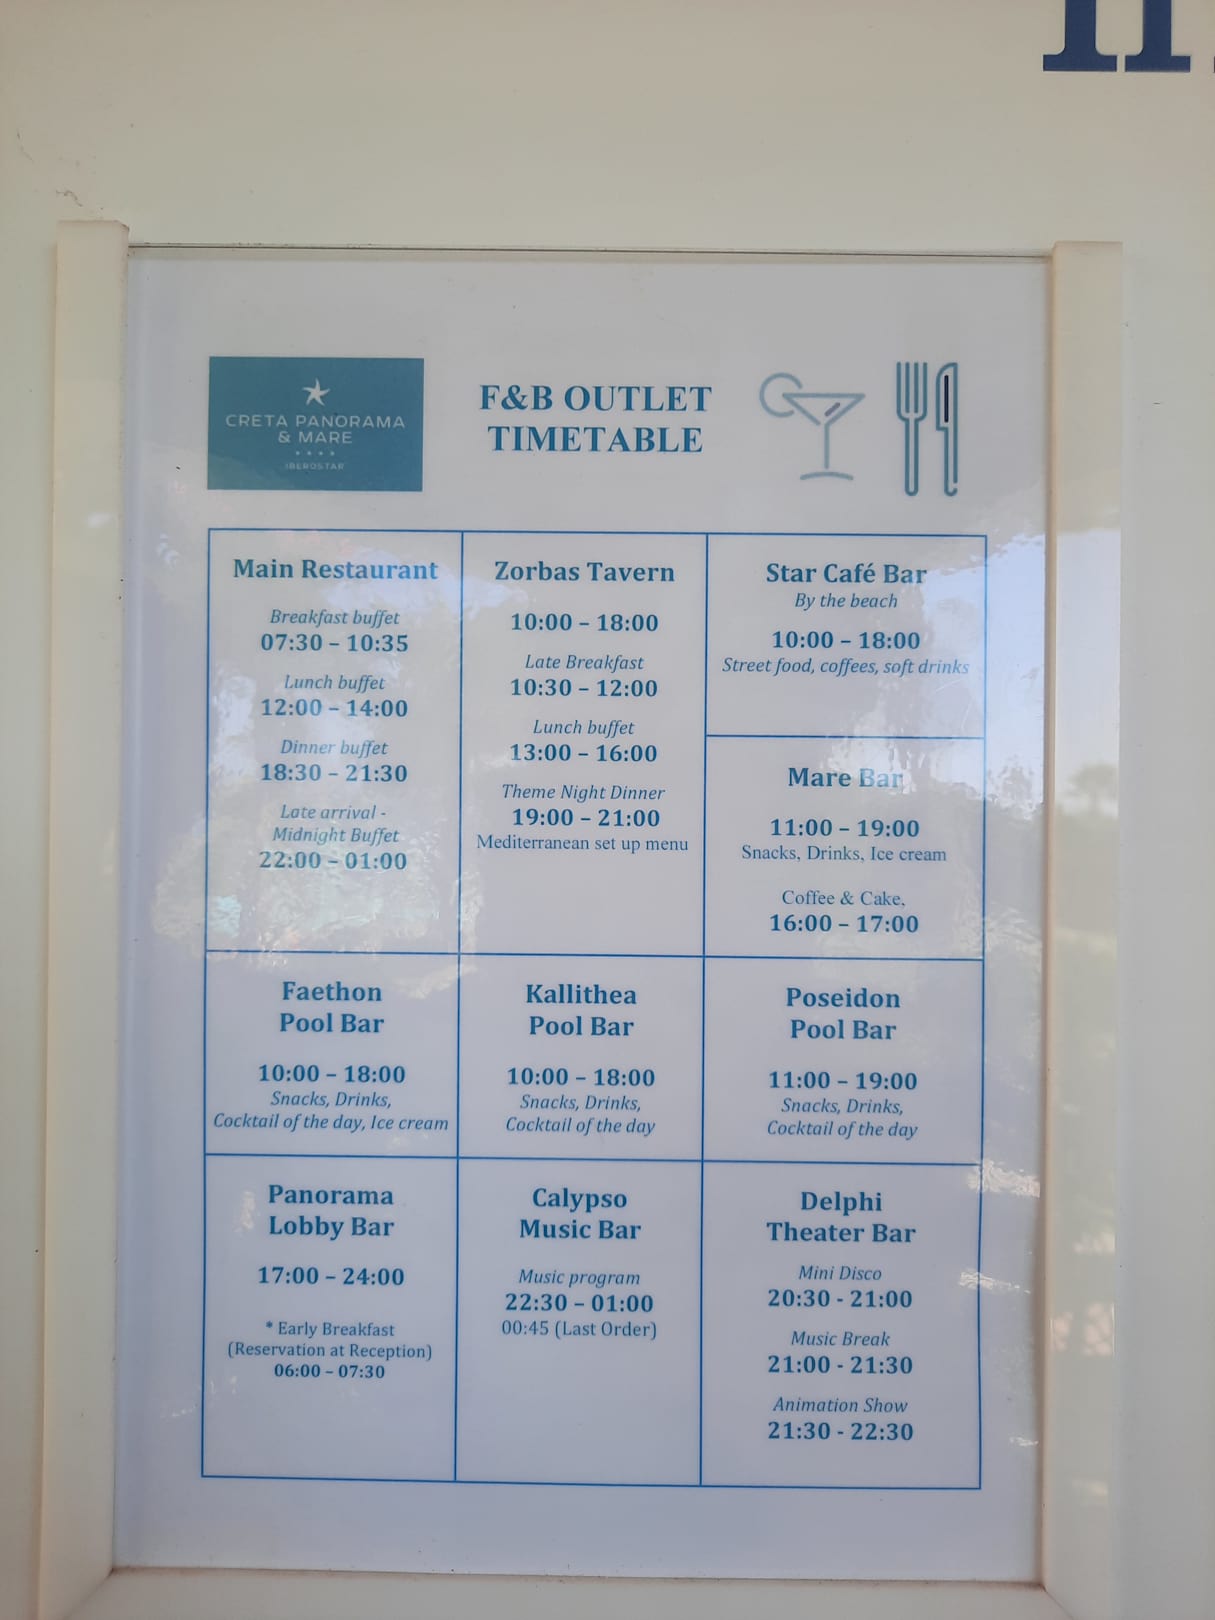 CRETA PANORAMA
& MARE
IBEROSTAR
F&B OUTLET
TIMETABLE
Main Restaurant
Breakfast buffet
07:30 – 10:35
Lunch buffet
12:00 – 14:00
Dinner buffet
18:30 – 21:30
Late arrival -
Midnight Buffet
22:00 – 01:00
Zorbas Tavern
10:00 – 18:00
Late Breakfast
10:30 – 12:00
Lunch buffet
13:00 – 16:00
Theme Night Dinner
19:00 – 21:00
Mediterranean set up menu
Star Café Bar
By the beach
10:00 – 18:00
Street food, coffees, soft drinks
Mare Bar
11:00 – 19:00
Snacks, Drinks, Ice cream
Coffee & Cake,
16:00 – 17:00
Faethon
Pool Bar
10:00 – 18:00
Snacks, Drinks,
Cocktail of the day, Ice cream
Kallithea
Pool Bar
10:00 – 18:00
Snacks, Drinks,
Cocktail of the day
Poseidon
Pool Bar
11:00 – 19:00
Snacks, Drinks,
Cocktail of the day
Panorama
Lobby Bar
17:00 – 24:00
* Early Breakfast
(Reservation at Reception)
06:00 – 07:30
Calypso
Music Bar
Music program
22:30 – 01:00
00:45 (Last Order)
Delphi
Theater Bar
Mini Disco
20:30 - 21:00
Music Break
21:00 - 21:30
Animation Show
21:30 - 22:30